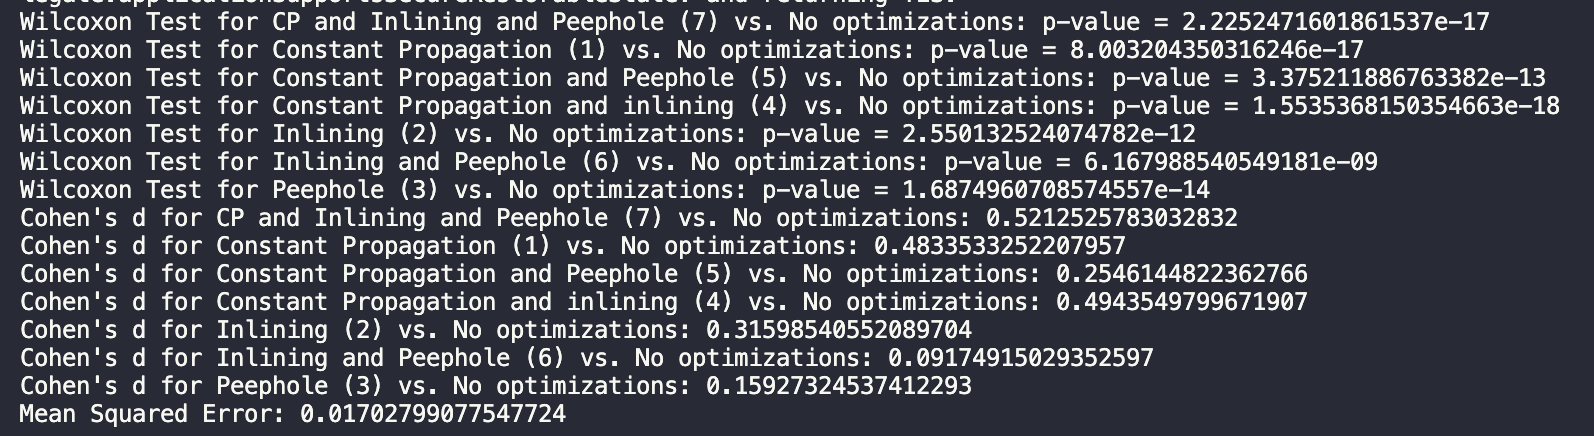 Wilcoxon Test for CP and Inlining and Peephole (7) vs. No optimizations: p-value = 2.2252471601861537e-17
Wilcoxon Test for Constant Propagation (1) vs. No optimizations: p-value = 8.003204350316246e-17
Wilcoxon Test for Constant Propagation and Peephole (5) vs. No optimizations: p-value = 3.375211886763382e-13
Wilcoxon Test for Constant Propagation and inlining (4) vs. No optimizations: p-value = 1.5535368150354663e-18
Wilcoxon Test for Inlining (2) vs. No optimizations: p-value = 2.550132524074782e-12
Wilcoxon Test for Inlining and Peephole (6) vs. No optimizations: p-value = 6.167988540549181e-09
Wilcoxon Test for Peephole (3) vs. No optimizations: p-value = 1.6874960708574557e-14
Cohen's d for CP and Inlining and Peephole (7) vs. No optimizations: 0.5212525783032832
Cohen's d for Constant Propagation (1) vs. No optimizations: 0.4833533252207957
Cohen's d for Constant Propagation and Peephole (5) vs. No optimizations: 0.2546144822362766
Cohen's d for Constant Propagation and inlining (4) vs. No optimizations: 0.4943549799671907
Cohen's d for Inlining (2) vs. No optimizations: 0.31598540552089704
Cohen's d for Inlining and Peephole (6) vs. No optimizations: 0.09174915029352597
Cohen's d for Peephole (3) vs. No optimizations: 0.15927324537412293
Mean Squared Error: 0.01702799077547724